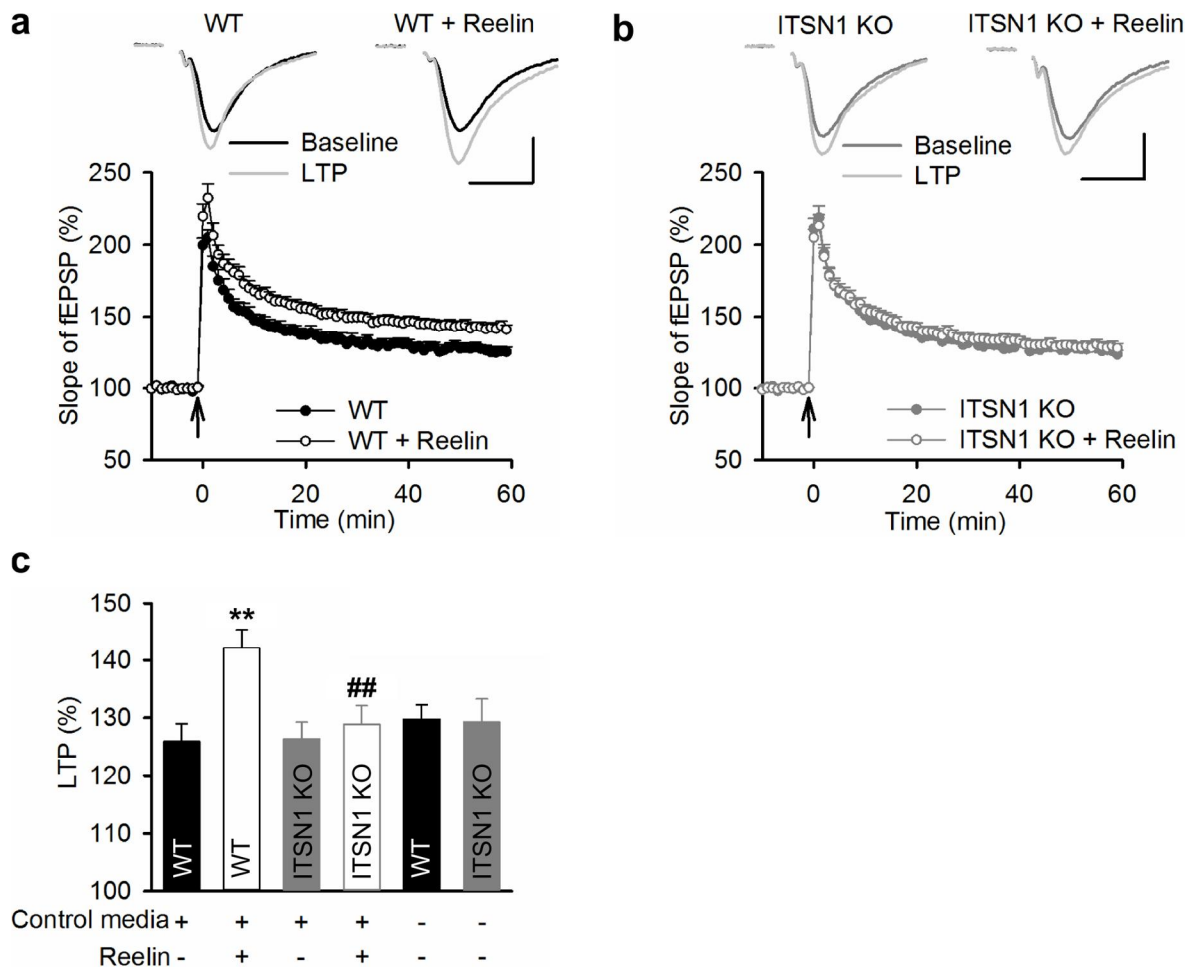 a
WT
WT + Reelin
Baseline
LTP
250
200
150
100
50
Slope of fEPSP (%)
WT
WT + Reelin
0
20
40
60
Time (min)
b
ITSN1 KO
ITSN1 KO + Reelin
Baseline
LTP
250
200
150
100
50
Slope of fEPSP (%)
ITSN1 KO
ITSN1 KO + Reelin
0
20
40
60
Time (min)
c
150
140
130
120
110
100
LTP (%)
**
##
WT
WT
ITSN1 KO
ITSN1 KO
WT
ITSN1 KO
Control media + + + + - -
Reelin - + - + - -